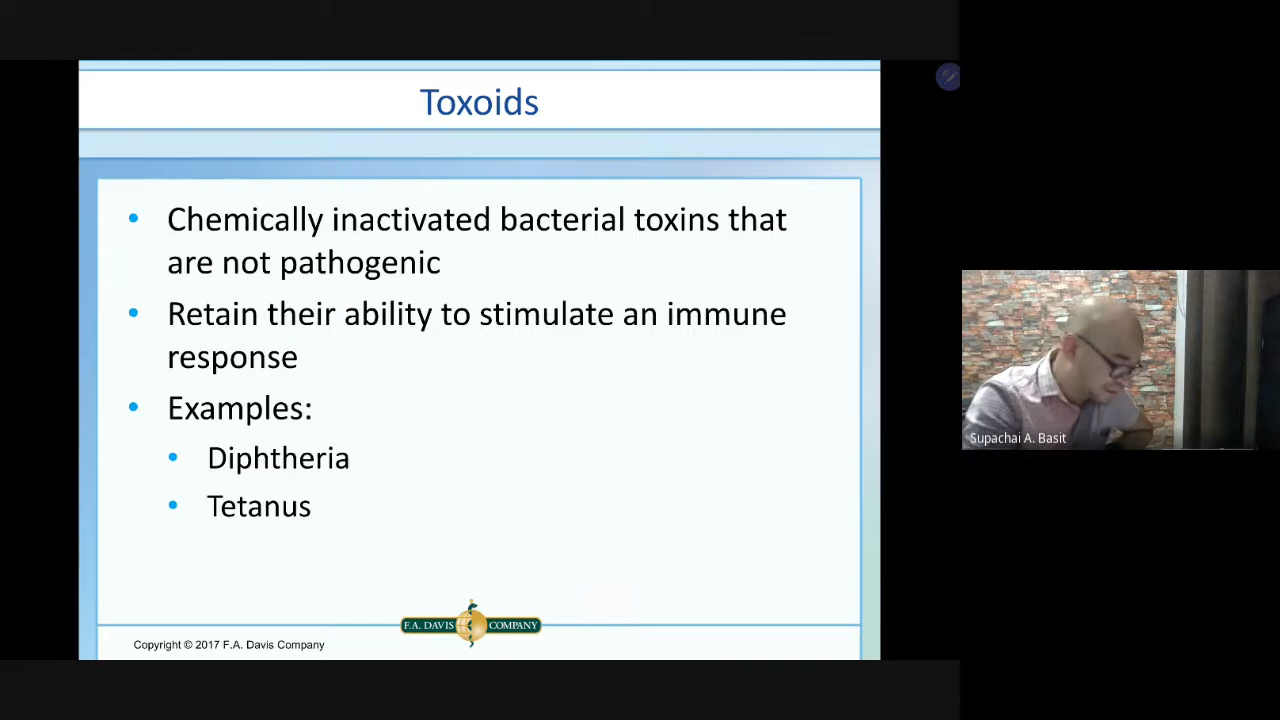 Toxoids
• Chemically inactivated bacterial toxins that
are not pathogenic
• Retain their ability to stimulate an immune
response
• Examples:
• Diphtheria
• Tetanus
F.A. DAVIS COMPANY
Copyright © 2017 F.A. Davis Company
Supachai A. Basit